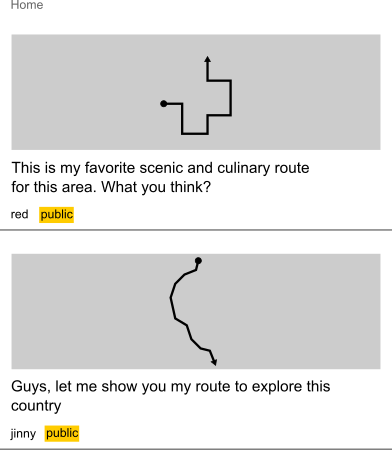 Home
This is my favorite scenic and culinary route
for this area. What you think?
red public
Guys, let me show you my route to explore this
country
jinny public